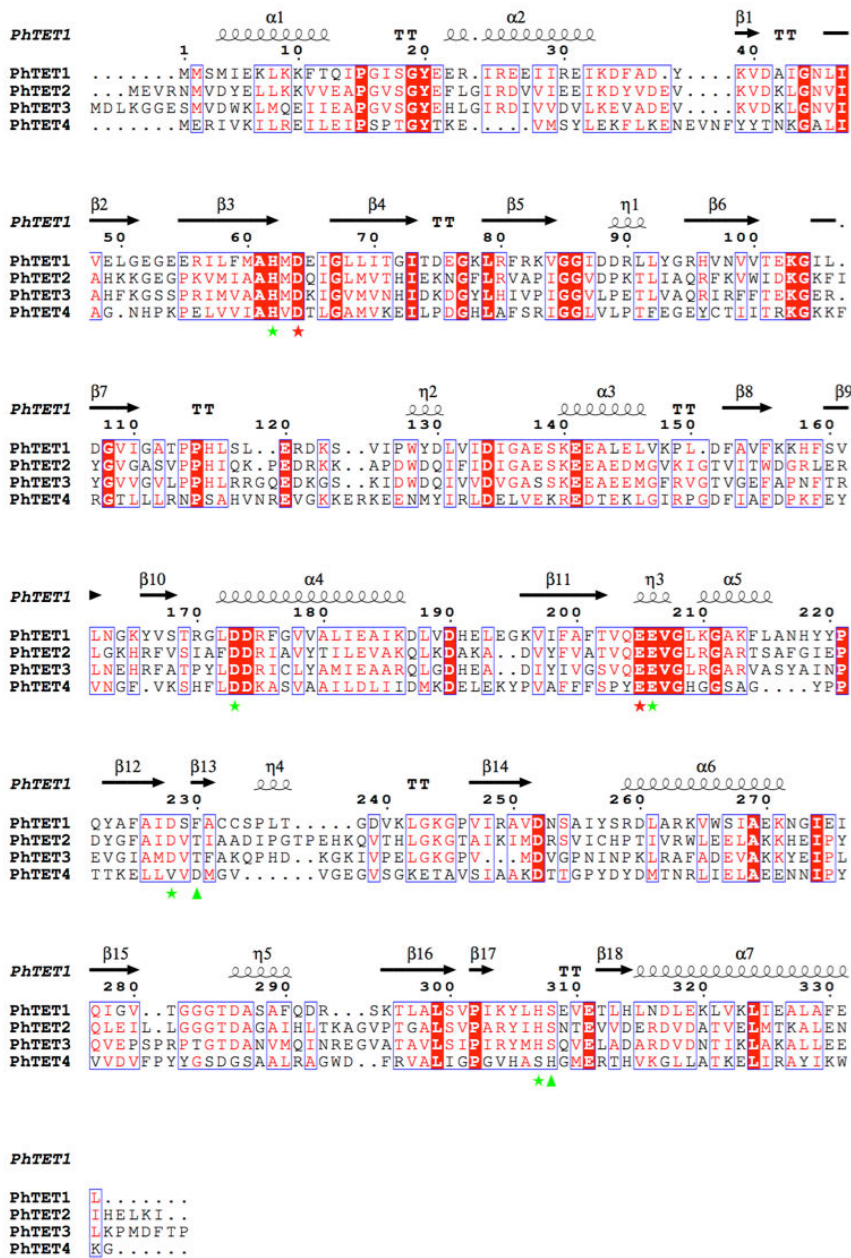 α1 TT α2 β1 TT
PhTET1
1 10 20 30 40
PhTET1 .......MMSMIEKLKKFTQIPGISGYEER.IREEIIREIKDFAD.Y....KVDAIGNLI
PhTET2 ...MEVRNMVDYELLKKVVEAPGVSGYEFLGIRDVVIEEIKDYVDEV....KVDKLGNVI
PhTET3 MDLKGGESMVDWKLMQEIIEAPGVSGYEHLGIRDIVVDVLKEVADEV....KVDKLGNVI
PhTET4 .......MERIVKILREILEIPSPTGYTKE...VMSYLEKFLKENEVNFYYTNKGALI
β2 β3 β4 TT β5 η1 β6
PhTET1
50 60 70 80 90 100
PhTET1 VELGEGEERILFMAHMDEIGLLITGITDEGKLRFRKVGGIDDRLLYGRHVNVVTEKGIL.
PhTET2 AHKKGEGPKVMIAAHMDQIGLMVTHIEKNGFLRVAPIGGVDPKTLIAQRFKVWIDKGKFI
PhTET3 AHFKGSSPRIMVAAHMDKIGVMVNHIDKDGYLHIVPIGGVLPETLVAQRIRFFTEKGER.
PhTET4 AG.NHPKPELVVIAHVDTLGAMVKEILPDGHLAFSRIGGLVLPTFEGEYCTIITRKGKKF
β7 TT η2 α3 TT β8 β9
PhTET1
110 120 130 140 150 160
PhTET1 DGVIGATPPHLSL..ERDKS..VIPWYDLVIDIGAESKEEALELVKPL.DFAVFKKHFSV
PhTET2 YGVVGASVPPHIQK.PEDRKK..APDWDQIFIDIGAESKEEAEDMGVKIGTVITWDGRLER
PhTET3 YGVVGVLPPHLRRGQEDKGS..KIDWDQIVVDVGASSKEEAEEMGFRVGTVGEFAPNFTR
PhTET4 RGTLLLRNPSAHVNREVGKKERKEENMYIRLDELVEKREDTEKLGIRPGDFIAFDPKFEY
β10 α4 β11 η3 α5
PhTET1
170 180 190 200 210 220
PhTET1 LNGKYVSTRGLDDRFGVVALIEAIKDLVDHELEGKVIFAFTVQEEVGLKGAKFLANHYYP
PhTET2 LGKHRFVSIAFDDRIAVYTILEVAKQLKDAKA..DVYFVATVQEEVGLRGARTSAFGIEP
PhTET3 LNEHRFATPYLDDRICLYAMIEAARQLGDHEA..DIYIVGSVQEEVGLRGARVASYAINP
PhTET4 VNGF.VKSHFLDDKASVAAILDLIIDMKDELEKYPVAFFFSPYEEVGHGGSAG....YPP
β12 β13 η4 TT β14 α6
PhTET1
230 240 250 260 270
PhTET1 QYAFAIDSFACCSPLT.....GDVKLGKGPVIRAVDNSAIYSRDLARKVWSIAEKNGIEI
PhTET2 DYGFAIDVTIAADIPGTPEHKQVTHLGKGTAIKIMDRSVICHPTIVRWLEELAKKHEIPY
PhTET3 EVGIAMDVTFAKQPHD..KGKIVPELGKGPV...MDVGPNINPKLRAFADEVAKKYEIPL
PhTET4 TTKELLVVDMGV......VGEGVSGKETAVSIAAKDTTGPYDYDMTNRLIELAEENNIPY
β15 η5 β16 β17 TT β18 α7
PhTET1
280 290 300 310 320 330
PhTET1 QIGV..TGGGTDASAFQDR...SKTLALSVPIKYLHSEVETLHLNDLEKLVKLIEALAFE
PhTET2 QLEIL.LGGGTDAGAIHLTKAGVPTGALSVPARYIHSNTEVVDERDVDATVELMTKALEN
PhTET3 QVEPSPRPTGTDANVMQINREGVATAVLSIPIRYMHSQVELADARDVDNTIKLAKALLEE
PhTET4 VVDVFPYYGSDGSAALRAGWD..FRVALIGPGVHASHGMERTHVKGLLATKELIRAYIKW
PhTET1
PhTET1 L.......
PhTET2 IHELKI..
PhTET3 LKPMDFTP
PhTET4 KG......